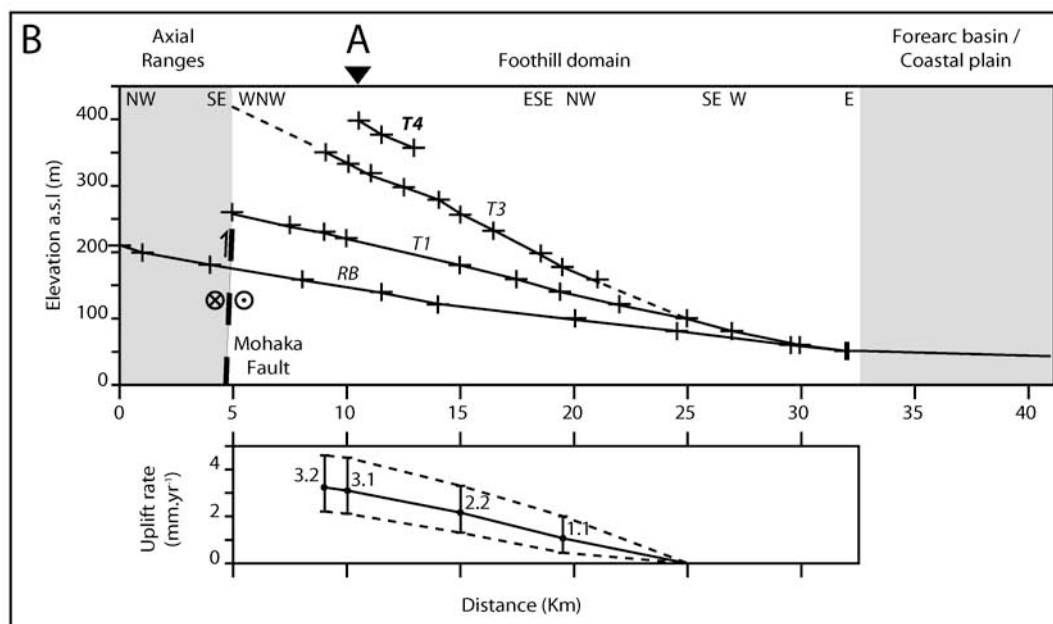 B
Axial
Ranges
A
Foothill domain
Forearc basin /
Coastal plain
NW SE WNW ESE NW SE W E
Elevation a.s.l (m)
400
300
200
100
0
T4
T3
T1
RB
Mohaka
Fault
0 5 10 15 20 25 30 35 40
Uplift rate
(mm.yr⁻¹)
4
2
0
3.2
3.1
2.2
1.1
Distance (Km)